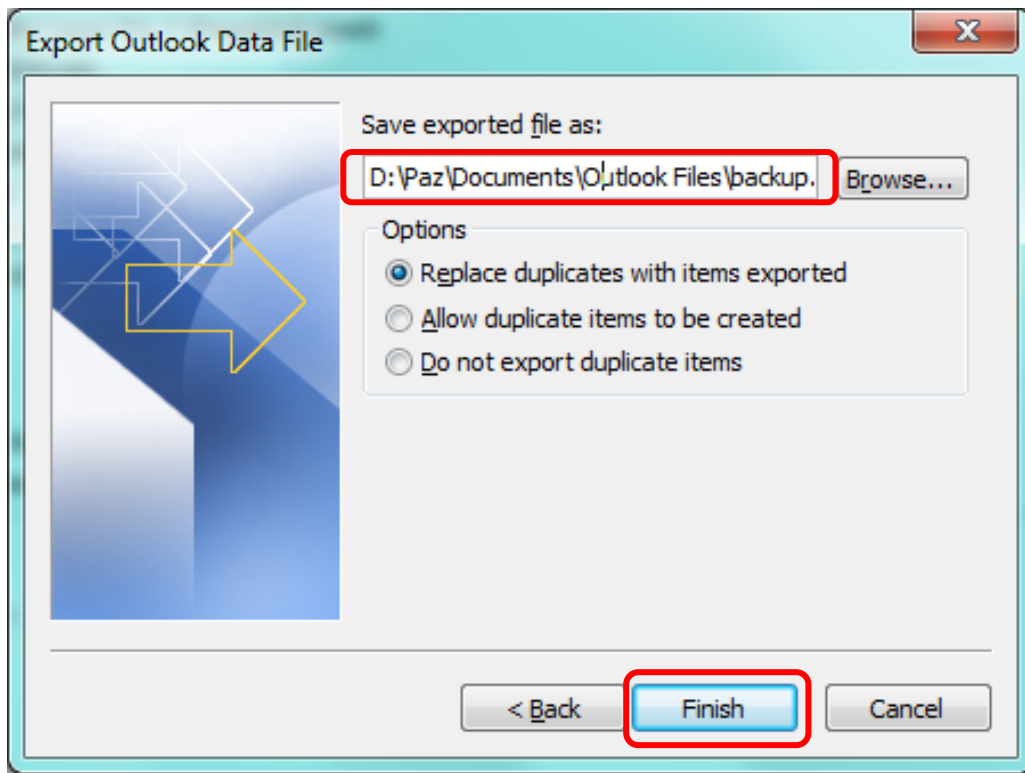 Export Outlook Data File
Save exported file as:
D:\Paz\Documents\Outlook Files\backup.
Browse...
Options
Replace duplicates with items exported
Allow duplicate items to be created
Do not export duplicate items
< Back
Finish
Cancel